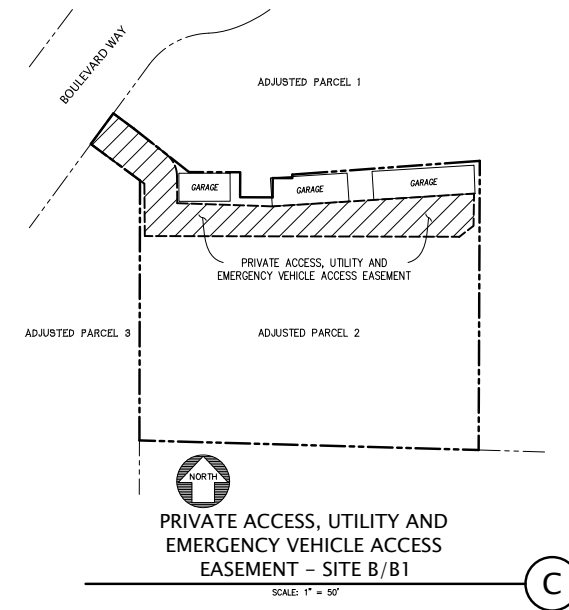 BOULEVARD WAY
ADJUSTED PARCEL 1
GARAGE
GARAGE
GARAGE
PRIVATE ACCESS, UTILITY AND
EMERGENCY VEHICLE ACCESS EASEMENT
ADJUSTED PARCEL 3
ADJUSTED PARCEL 2
NORTH
PRIVATE ACCESS, UTILITY AND
EMERGENCY VEHICLE ACCESS
EASEMENT - SITE B/B1
SCALE: 1" = 50'
C